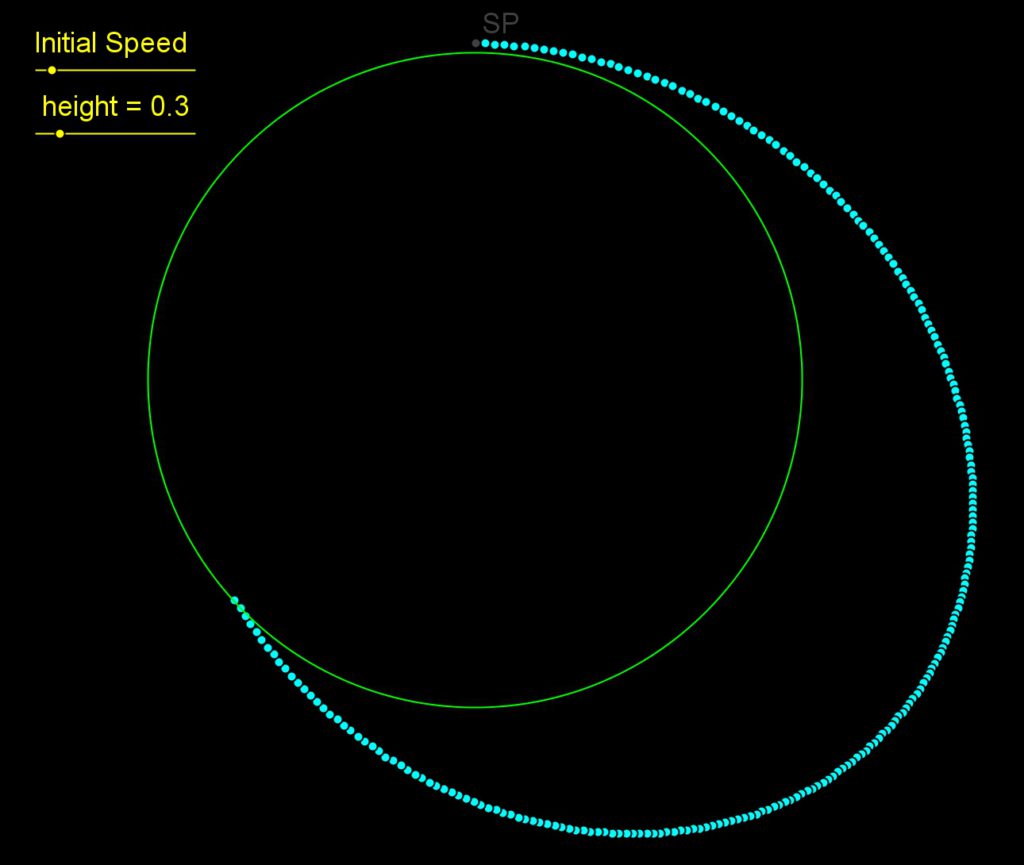 SP
Initial Speed
height = 0.3